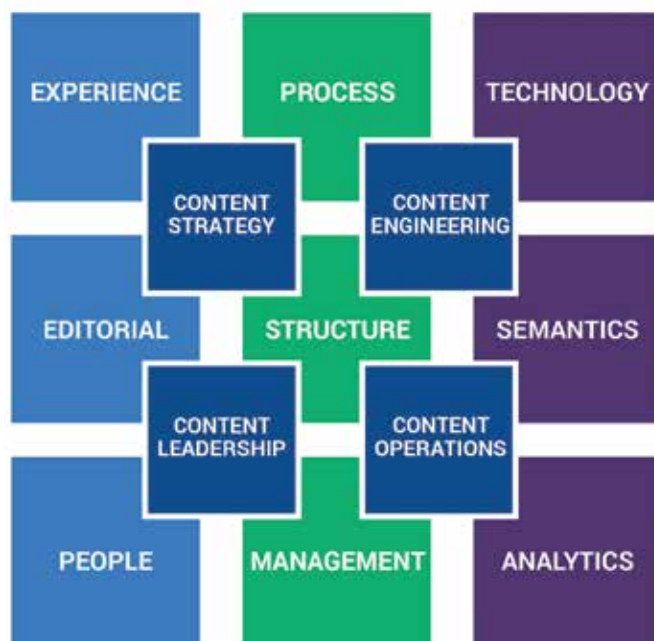 EXPERIENCE
PROCESS
TECHNOLOGY
CONTENT
STRATEGY
CONTENT
ENGINEERING
EDITORIAL
STRUCTURE
SEMANTICS
CONTENT
LEADERSHIP
CONTENT
OPERATIONS
PEOPLE
MANAGEMENT
ANALYTICS